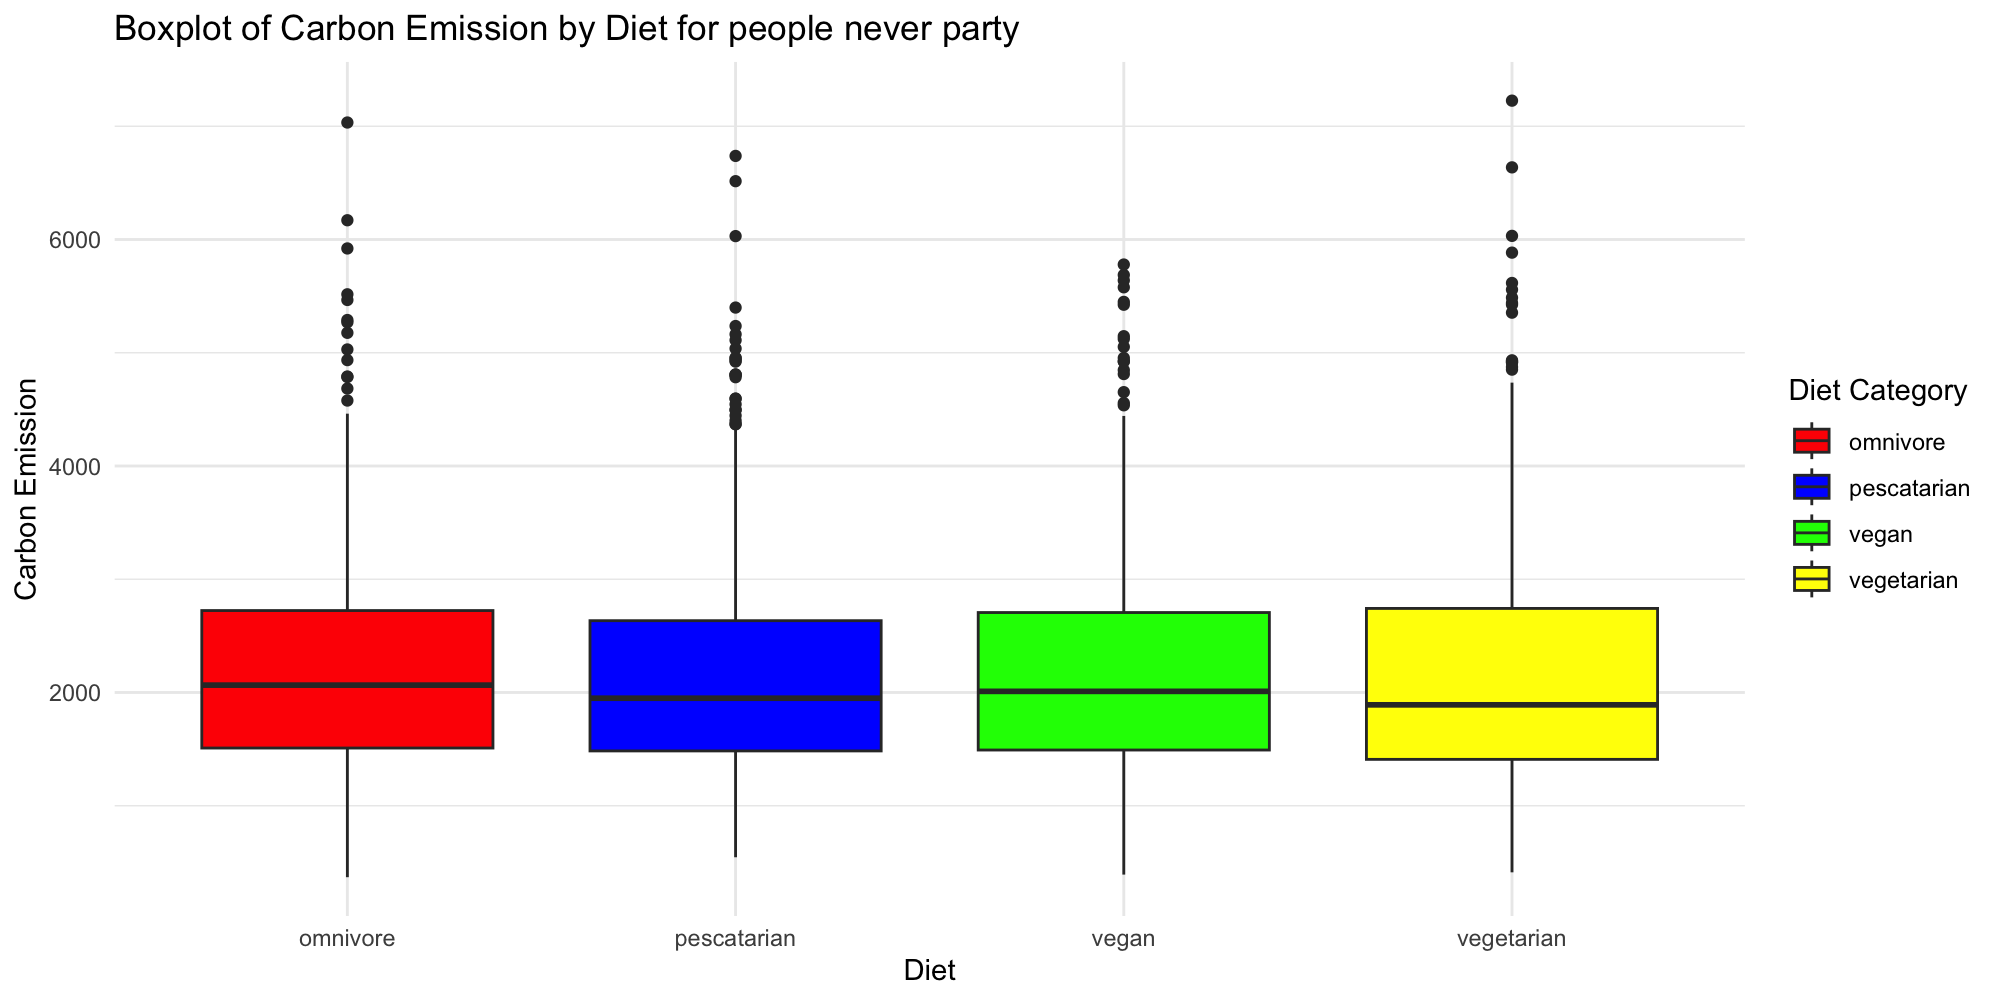 Boxplot of Carbon Emission by Diet for people never party
Carbon Emission
6000
4000
2000
omnivore
pescatarian
vegan
vegetarian
Diet
Diet Category
omnivore
pescatarian
vegan
vegetarian